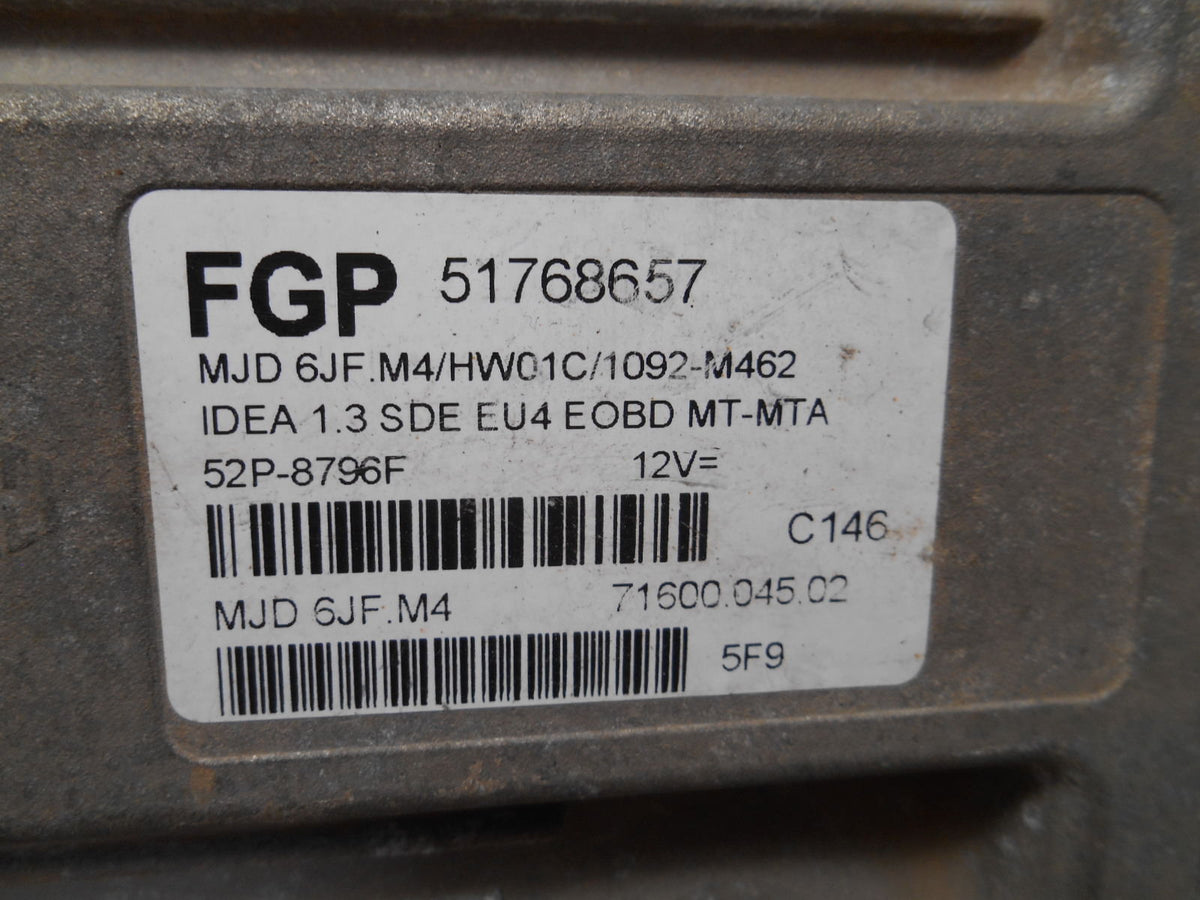 FGP 51768657
MJD 6JF.M4/HW01C/1092-M462
IDEA 1.3 SDE EU4 EOBD MT-MTA
52P-8796F 12V=
C146
MJD 6JF.M4 71600.045.02
5F9